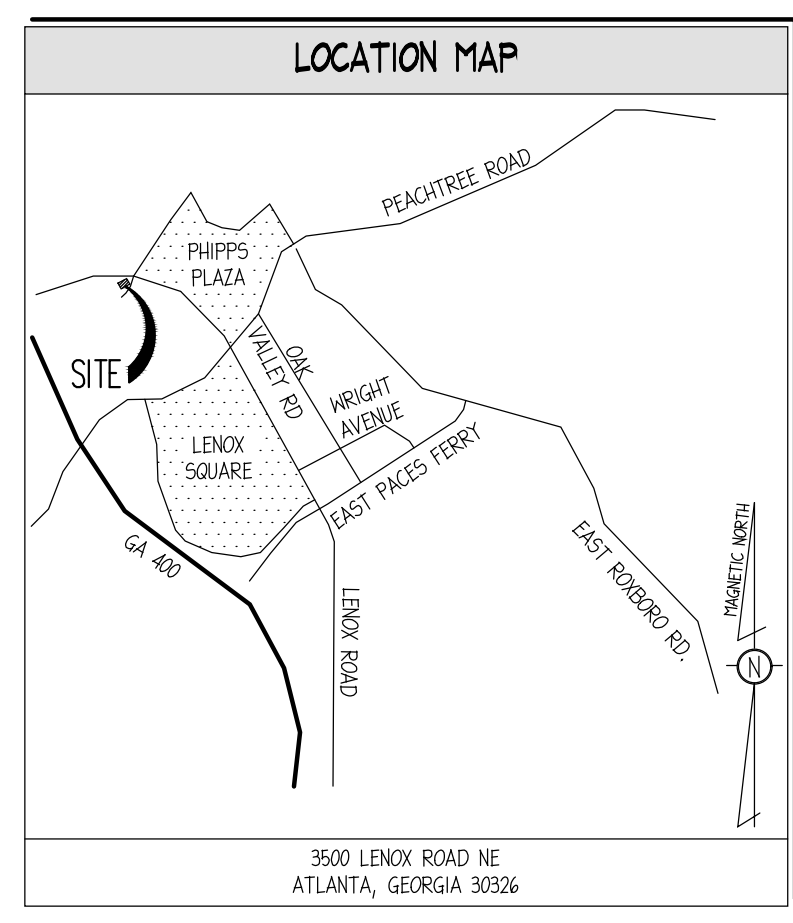 LOCATION MAP
PEACHTREE ROAD
PHIPPS
PLAZA
SITE
OAK
VALLEY RD
WRIGHT
AVENUE
LENOX
SQUARE
EAST PACES FERRY
GA 400
LENOX ROAD
EAST ROXBORO RD.
MAGNETIC NORTH
N
3500 LENOX ROAD NE
ATLANTA, GEORGIA 30326